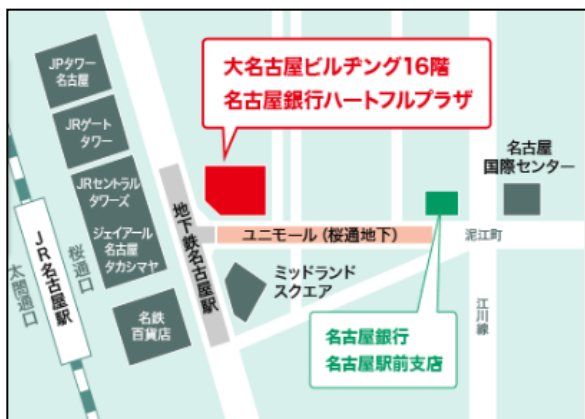 JPタワー
名古屋
JRゲート
タワー
JRセントラル
タワーズ
ジェイアール
名古屋
タカシマヤ
名鉄
百貨店
JR名古屋駅
桜通口
太閤通口
地下鉄名古屋駅
大名古屋ビルヂング16階
名古屋銀行ハートフルプラザ
ユニモール(桜通地下)
ミッドランド
スクエア
名古屋
国際センター
泥江町
江川線
名古屋銀行
名古屋駅前支店